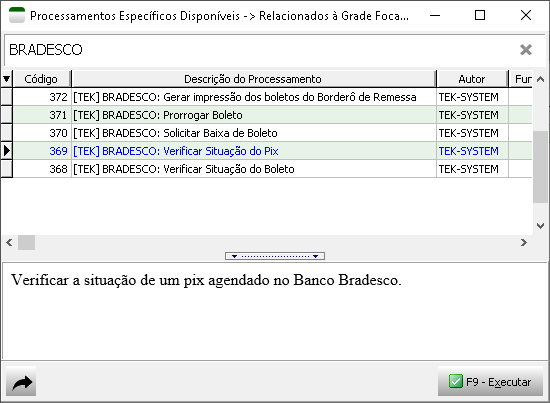 Processamentos Específicos Disponíveis -> Relacionados à Grade Foca...
BRADESCO
Código Descrição do Processamento Autor Fur
372 [TEK] BRADESCO: Gerar impressão dos boletos do Borderô de Remessa TEK-SYSTEM
371 [TEK] BRADESCO: Prorrogar Boleto TEK-SYSTEM
370 [TEK] BRADESCO: Solicitar Baixa de Boleto TEK-SYSTEM
369 [TEK] BRADESCO: Verificar Situação do Pix TEK-SYSTEM
368 [TEK] BRADESCO: Verificar Situação do Boleto TEK-SYSTEM
Verificar a situação de um pix agendado no Banco Bradesco.
F9 - Executar